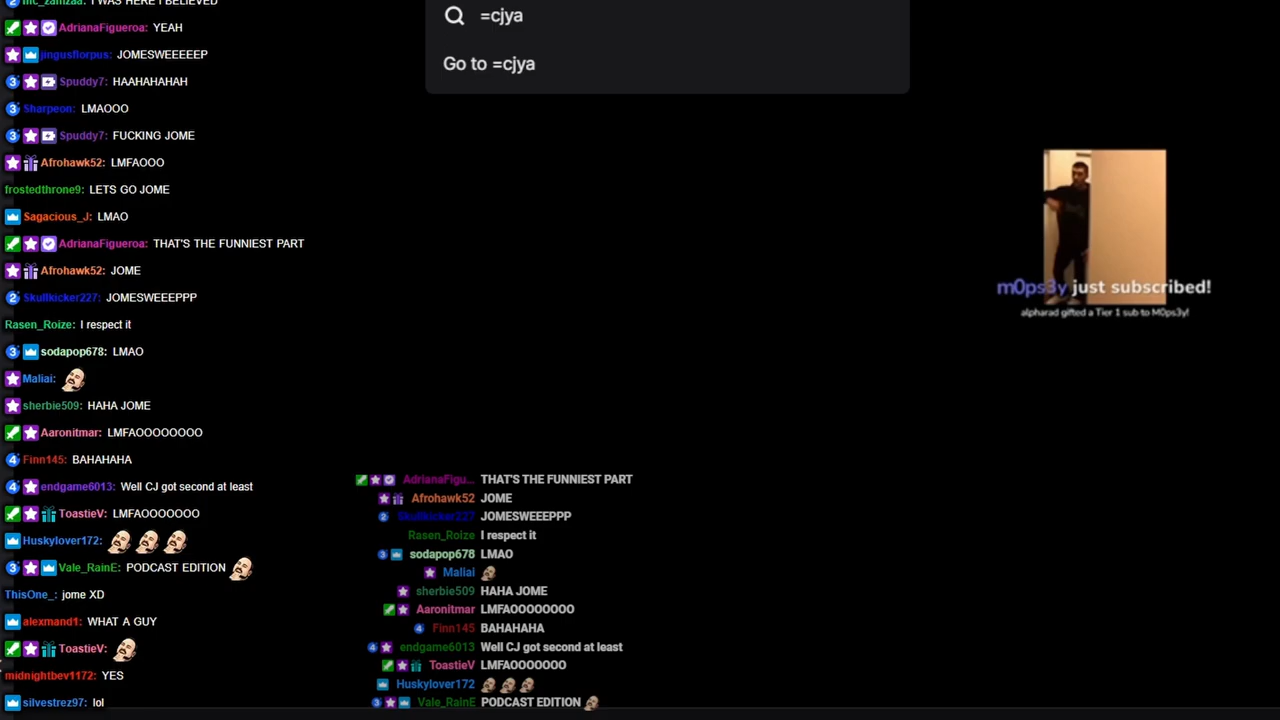 mc_zamzaa: I WAS HERE I BELIEVED
AdrianaFigueroa: YEAH
jingusflorpus: JOMESWEEEEEP
Spuddy7: HAAHAHAHAH
Sharpeon: LMAOOO
Spuddy7: FUCKING JOME
Afrohawk52: LMFAOOO
frostedthrone9: LETS GO JOME
Sagacious_J: LMAO
AdrianaFigueroa: THAT'S THE FUNNIEST PART
Afrohawk52: JOME
Skullkicker227: JOMESWEEEPPP
Rasen_Roize: I respect it
sodapop678: LMAO
Maliai:
sherbie509: HAHA JOME
Aaronitmar: LMFAOOOOOOOO
Finn145: BAHAHAHA
endgame6013: Well CJ got second at least
ToastieV: LMFAOOOOOOO
Huskylover172:
Vale_RainE: PODCAST EDITION
ThisOne_: jome XD
alexmand1: WHAT A GUY
ToastieV:
midnightbev1172: YES
silvestrez97: lol
=cjya
Go to =cjya
m0ps3y just subscribed!
alpharad gifted a Tier 1 sub to M0ps3y!
AdrianaFigu... THAT'S THE FUNNIEST PART
Afrohawk52 JOME
Skullkicker227 JOMESWEEEPPP
Rasen_Roize I respect it
sodapop678 LMAO
Maliai
sherbie509 HAHA JOME
Aaronitmar LMFAOOOOOOOO
Finn145 BAHAHAHA
endgame6013 Well CJ got second at least
ToastieV LMFAOOOOOOO
Huskylover172
Vale_RainE PODCAST EDITION